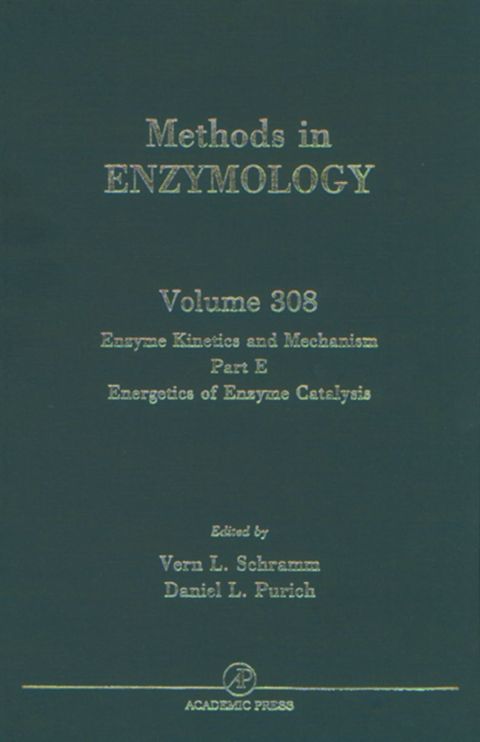 Methods in
ENZYMOLOGY
Volume 308
Enzyme Kinetics and Mechanism
Part E
Energetics of Enzyme Catalysis
Edited by
Vern L. Schramm
Daniel L. Purich
AP
ACADEMIC PRESS